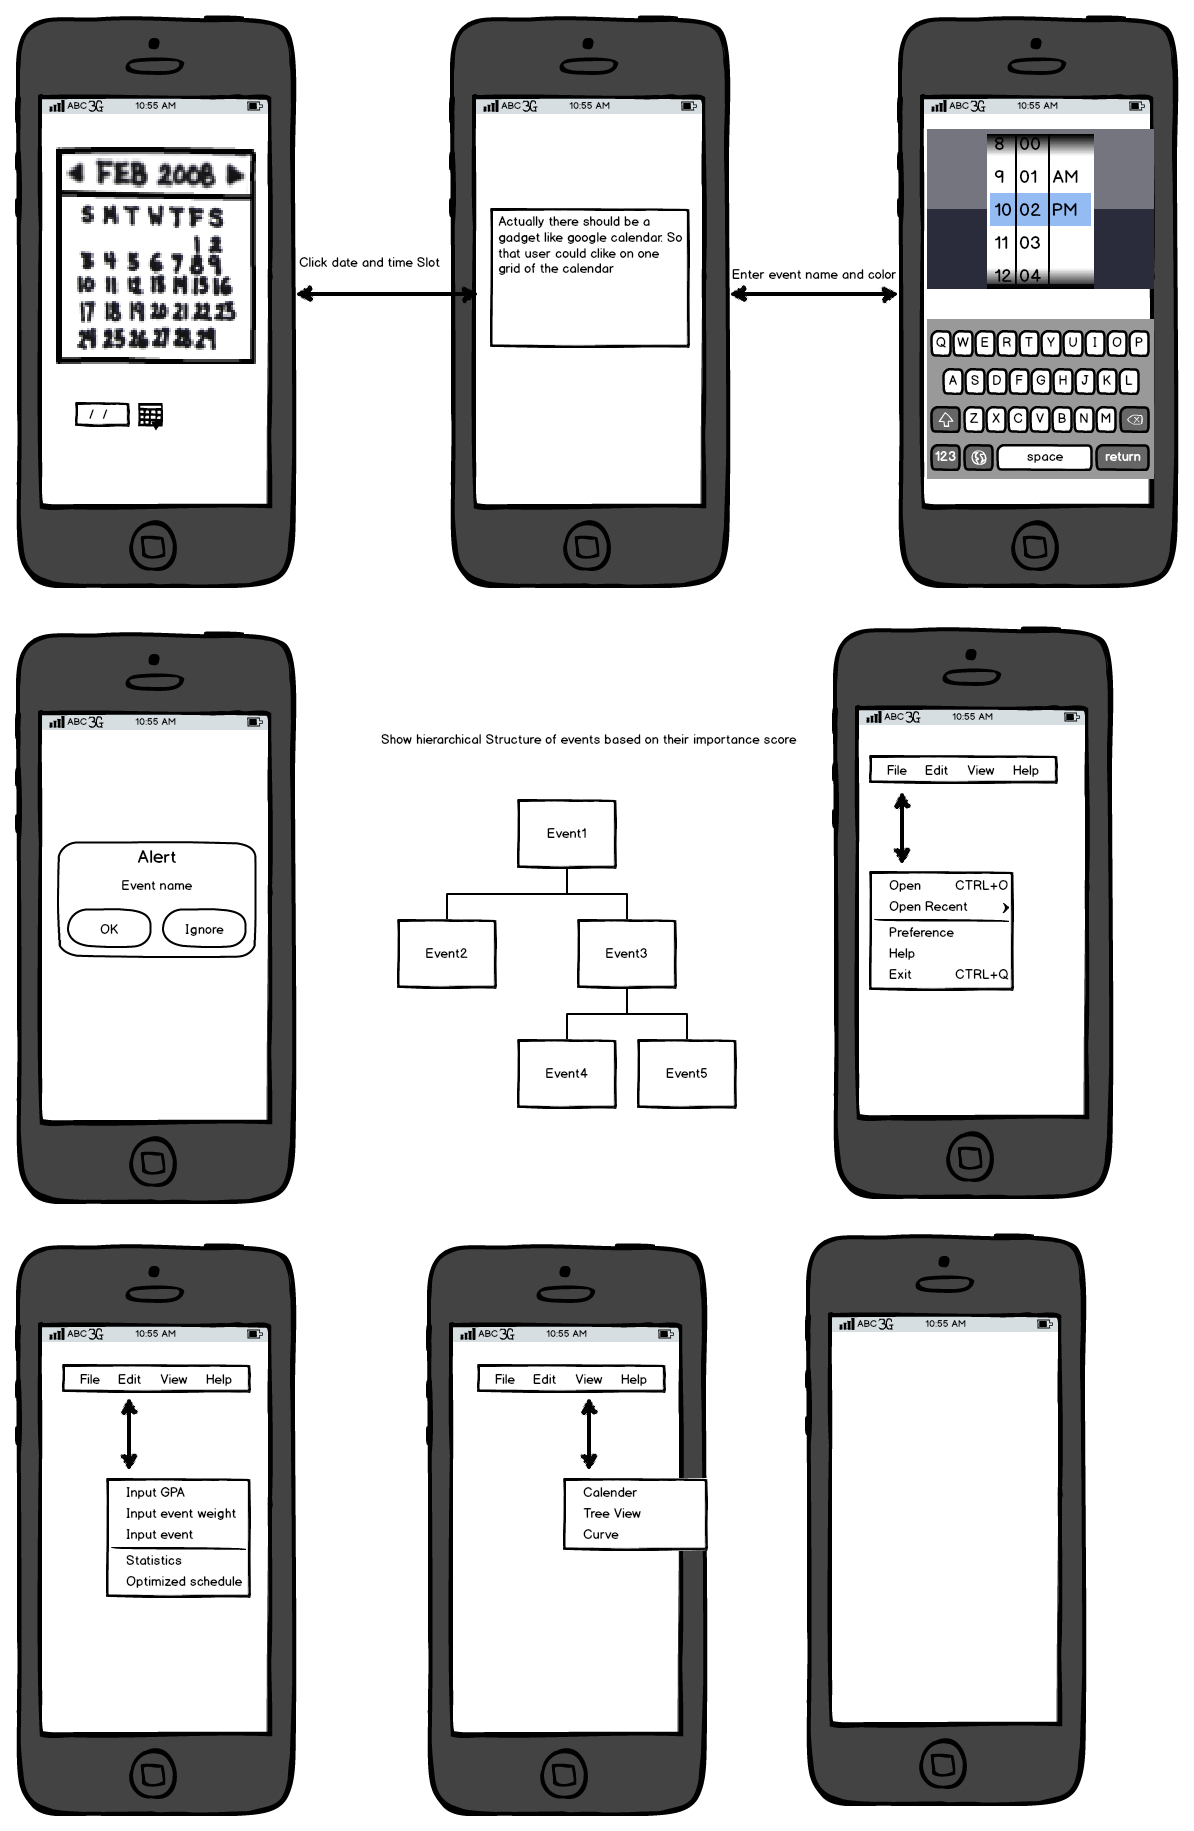 ABC 3G 10:55 AM
FEB 2008
S M T W T F S
1 2
3 4 5 6 7 8 9
10 11 12 13 14 15 16
17 18 19 20 21 22 23
24 25 26 27 28 29
/ /
Click date and time Slot
ABC 3G 10:55 AM
Actually there should be a
gadget like google calendar. So
that user could clike on one
grid of the calendar
Enter event name and color
ABC 3G 10:55 AM
8 00
9 01 AM
10 02 PM
11 03
12 04
Q W E R T Y U I O P
A S D F G H J K L
Z X C V B N M
123 space return
ABC 3G 10:55 AM
Alert
Event name
OK Ignore
Show hierarchical Structure of events based on their importance score
Event1
Event2 Event3
Event4 Event5
ABC 3G 10:55 AM
File Edit View Help
Open CTRL+O
Open Recent
Preference
Help
Exit CTRL+Q
ABC 3G 10:55 AM
File Edit View Help
Input GPA
Input event weight
Input event
Statistics
Optimized schedule
ABC 3G 10:55 AM
File Edit View Help
Calender
Tree View
Curve
ABC 3G 10:55 AM